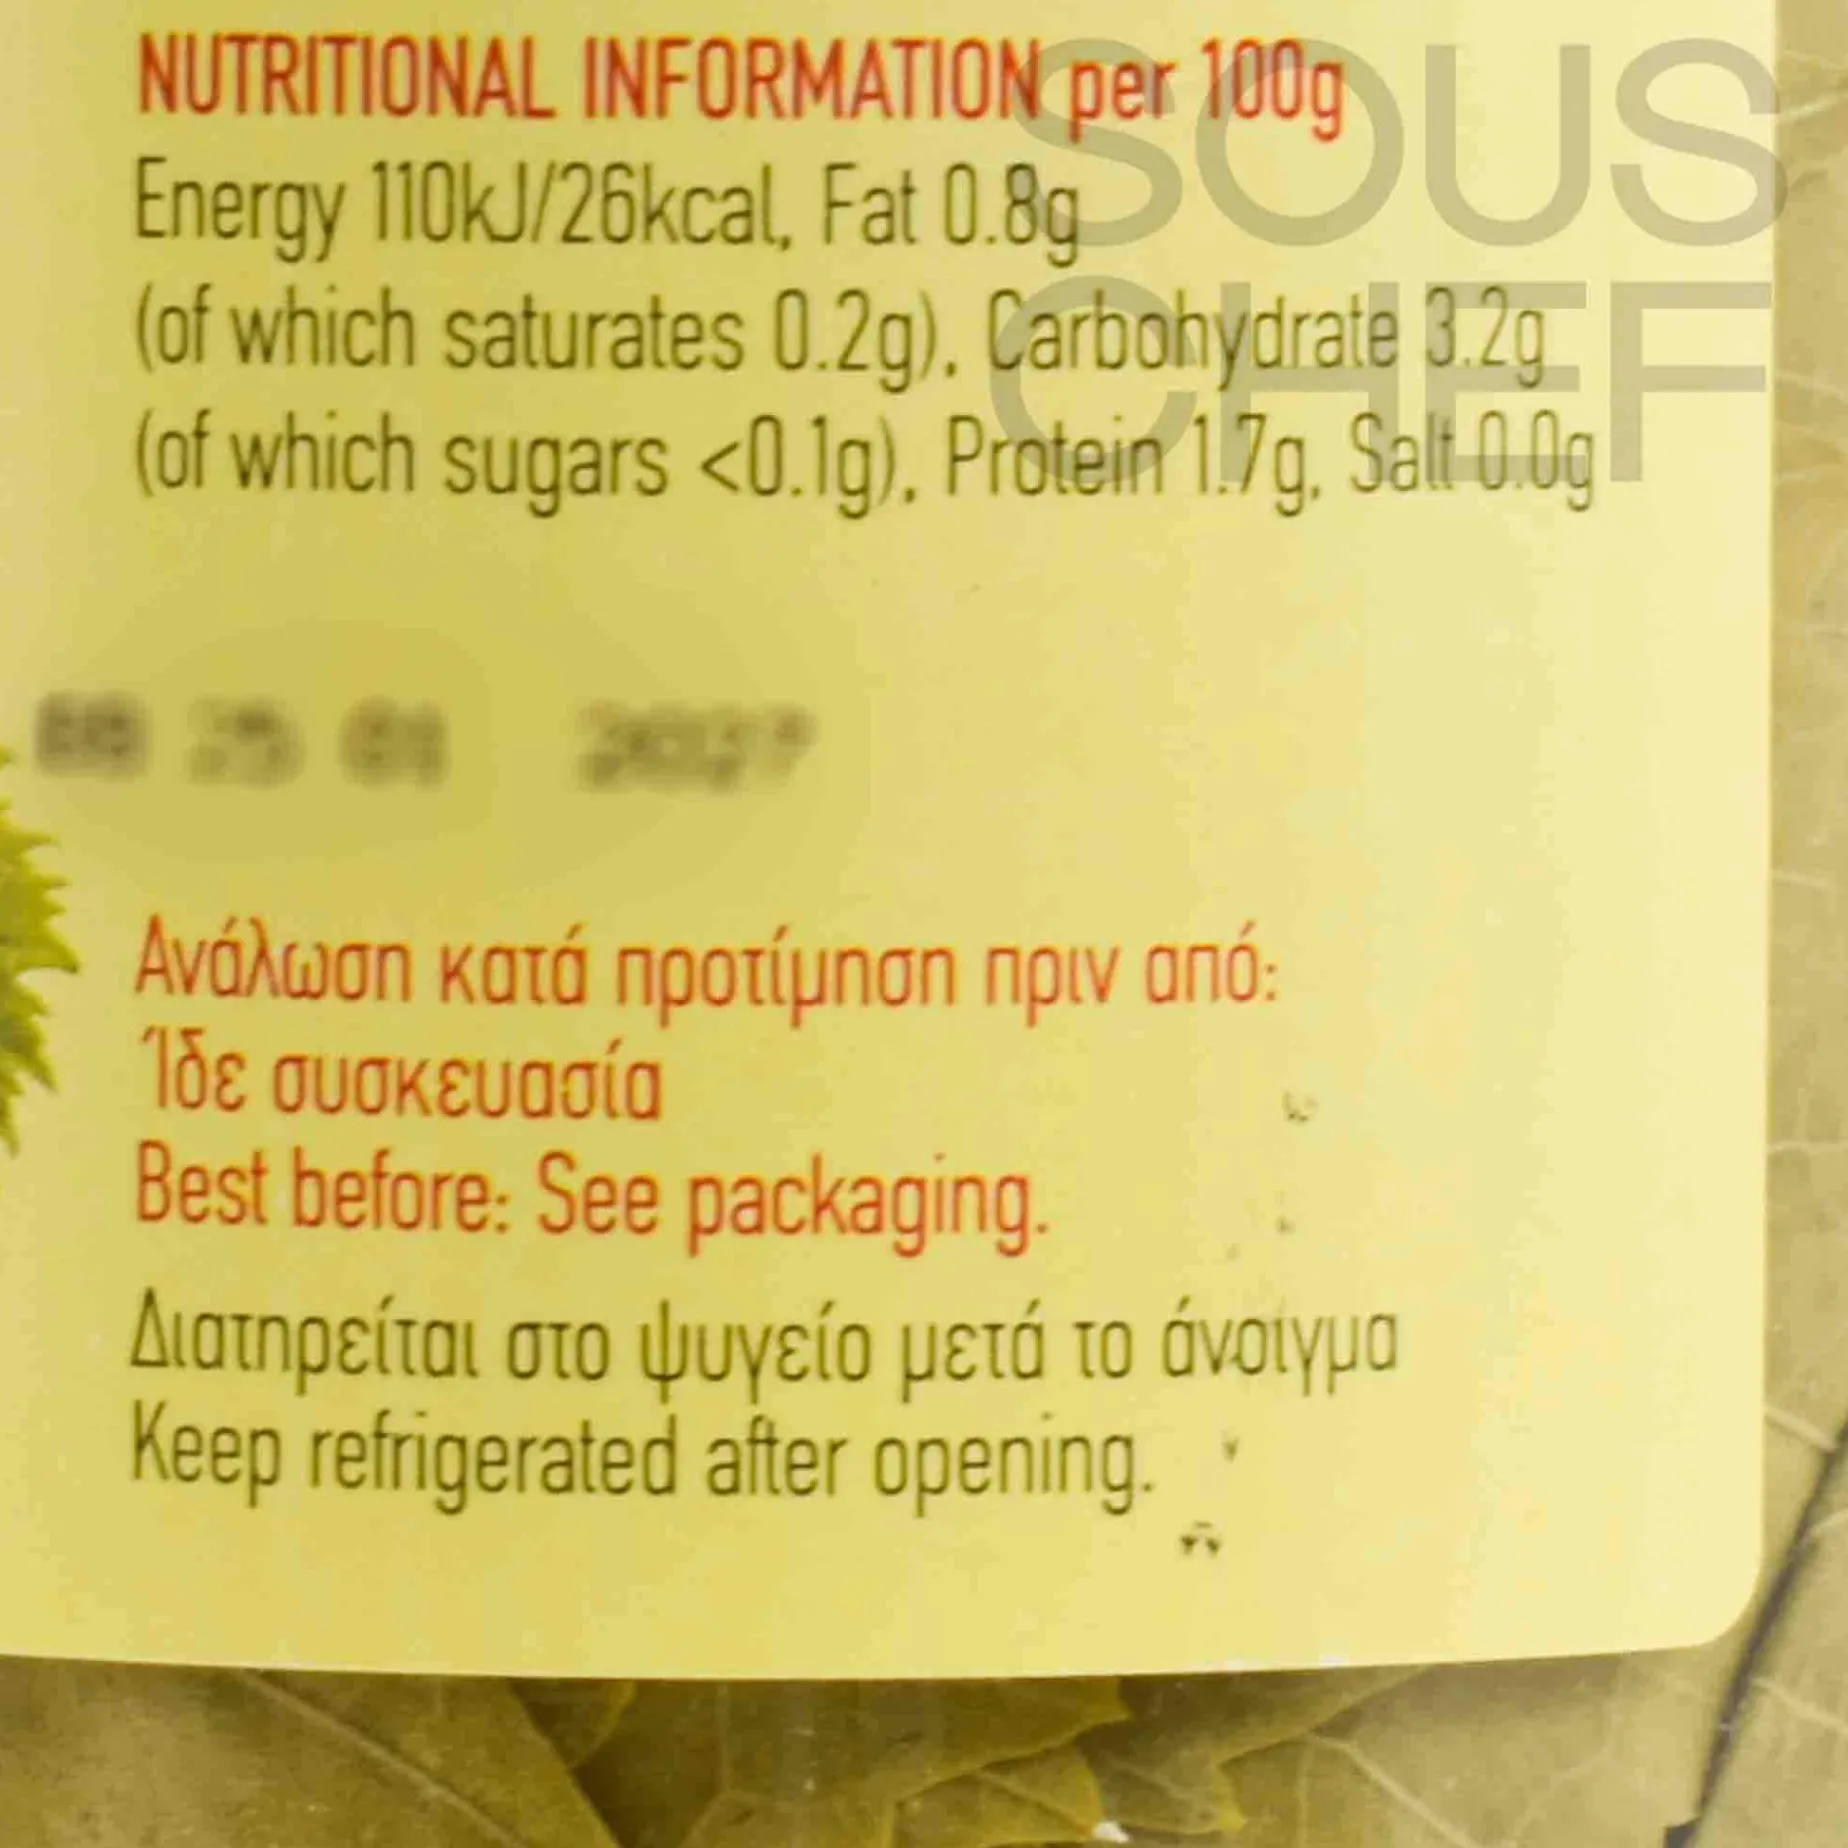 NUTRITIONAL INFORMATION per 100g
Energy 110kJ/26kcal, Fat 0.8g
(of which saturates 0.2g), Carbohydrate 3.2g
(of which sugars <0.1g), Protein 1.7g, Salt 0.0g
Ανάλωση κατά προτίμηση πριν από:
Ίδε συσκευασία
Best before: See packaging.
Διατηρείται στο ψυγείο μετά το άνοιγμα
Keep refrigerated after opening.
SOUS
CHEF